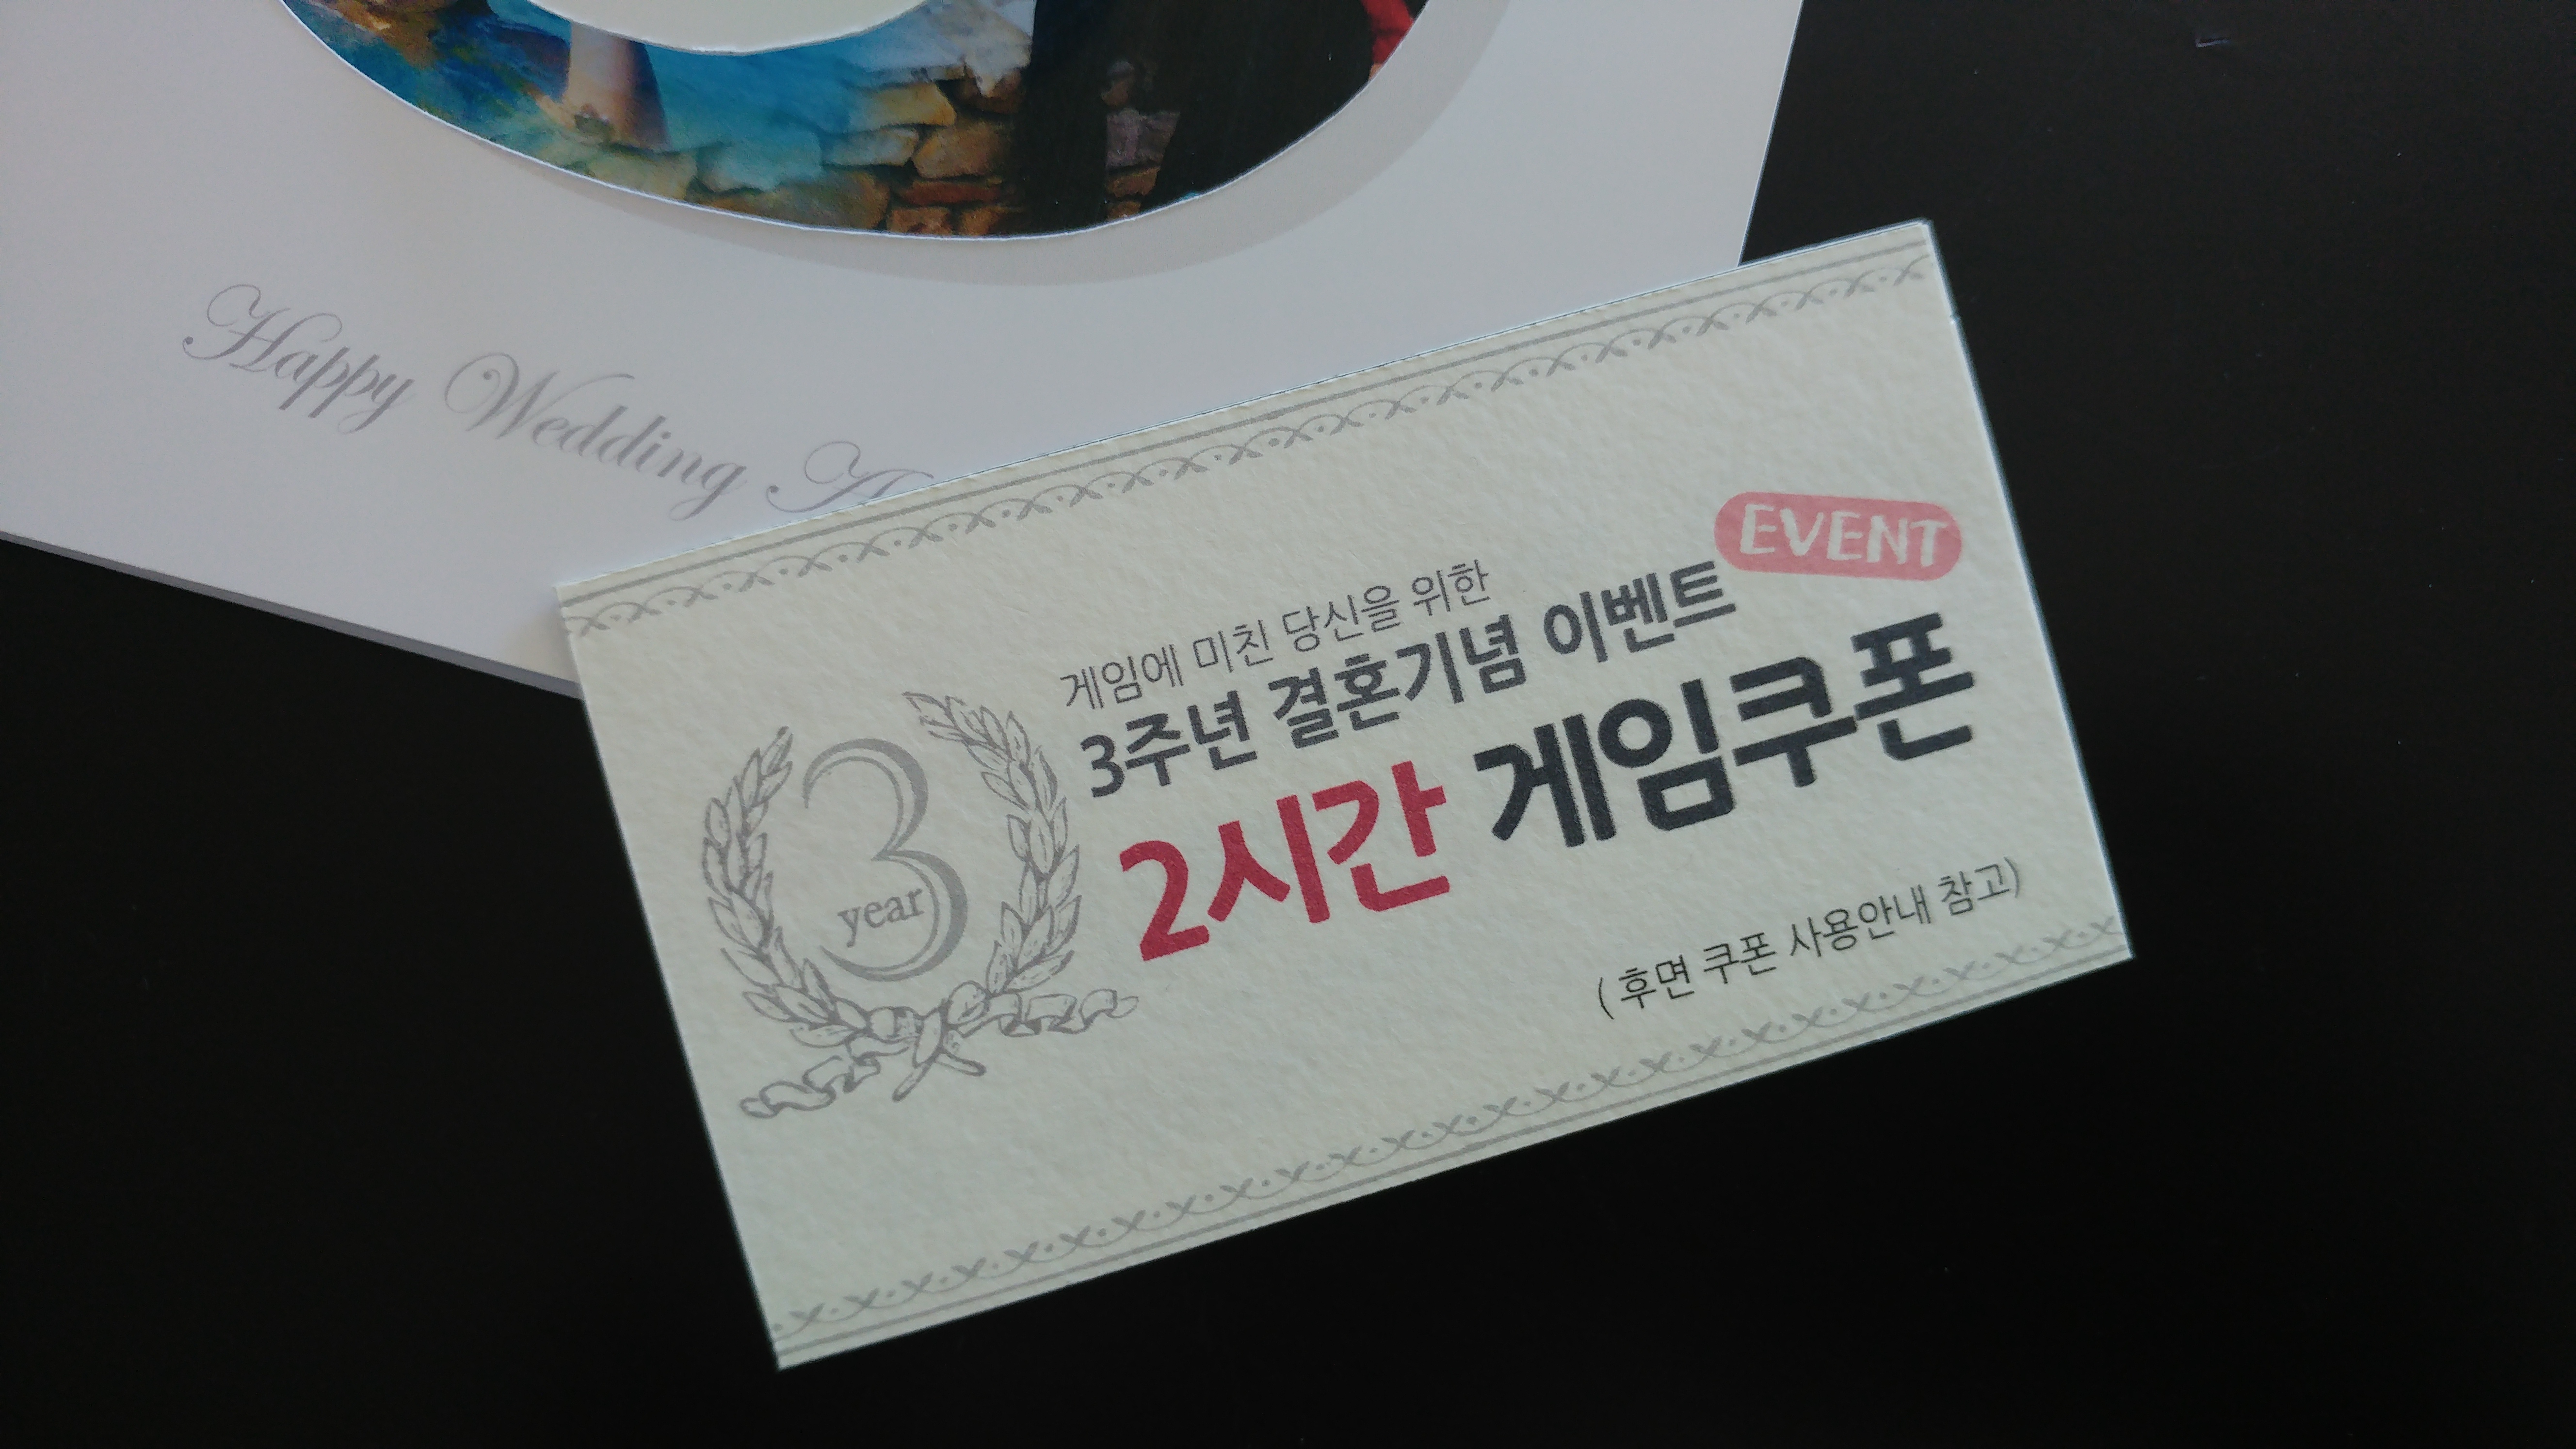 Happy Wedding A
EVENT
게임에 미친 당신을 위한
3주년 결혼기념 이벤트
2시간 게임쿠폰
3
year
( 후면 쿠폰 사용안내 참고)